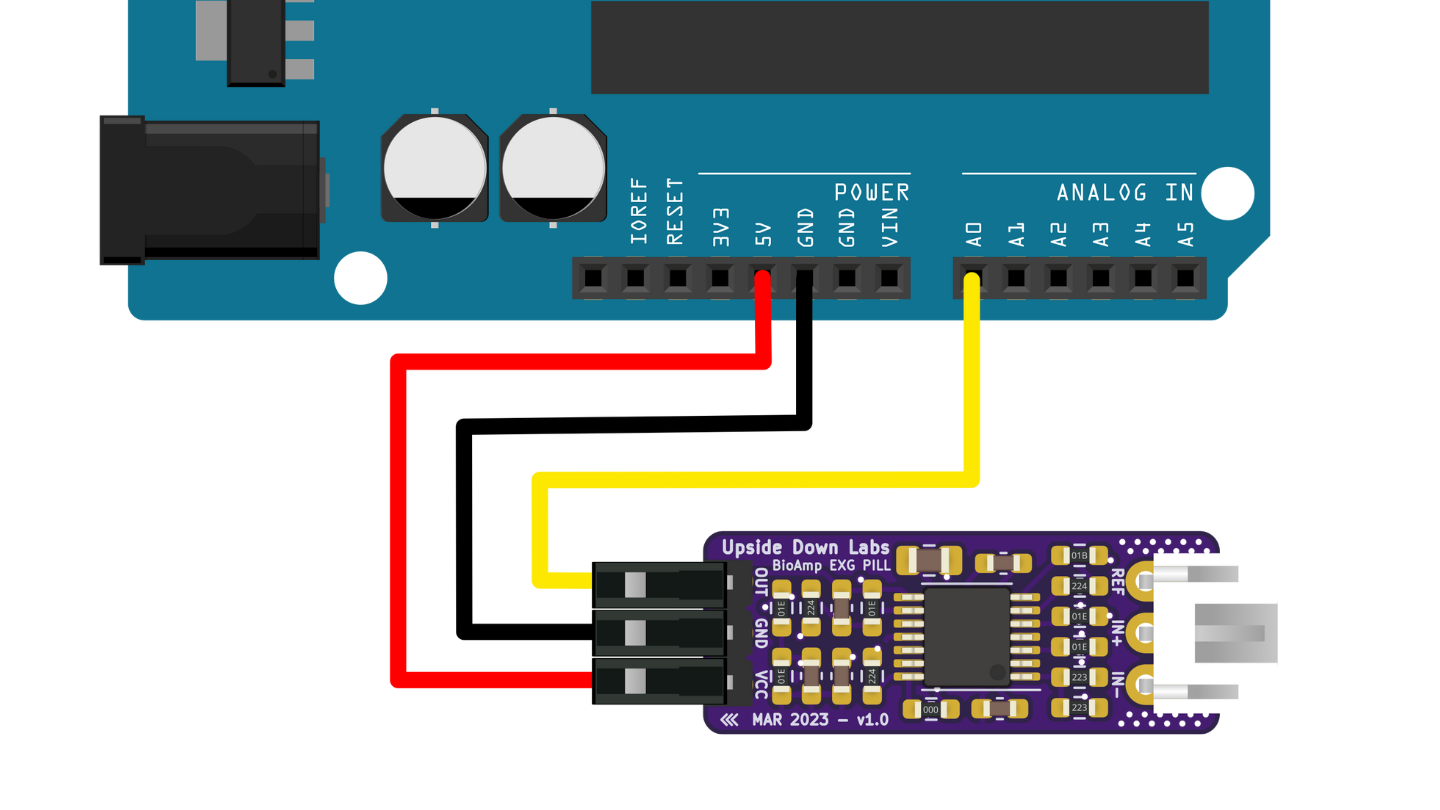 POWER
ANALOG IN
IOREF
RESET
3V3
5V
GND
GND
VIN
A0
A1
A2
A3
A4
A5
Upside Down Labs
BioAmp EXG PILL
OUT
GND
VCC
01E
224
01E
01E
224
000
01B
224
01E
01E
223
223
REF
IN+
IN-
MAR 2023 - v1.0